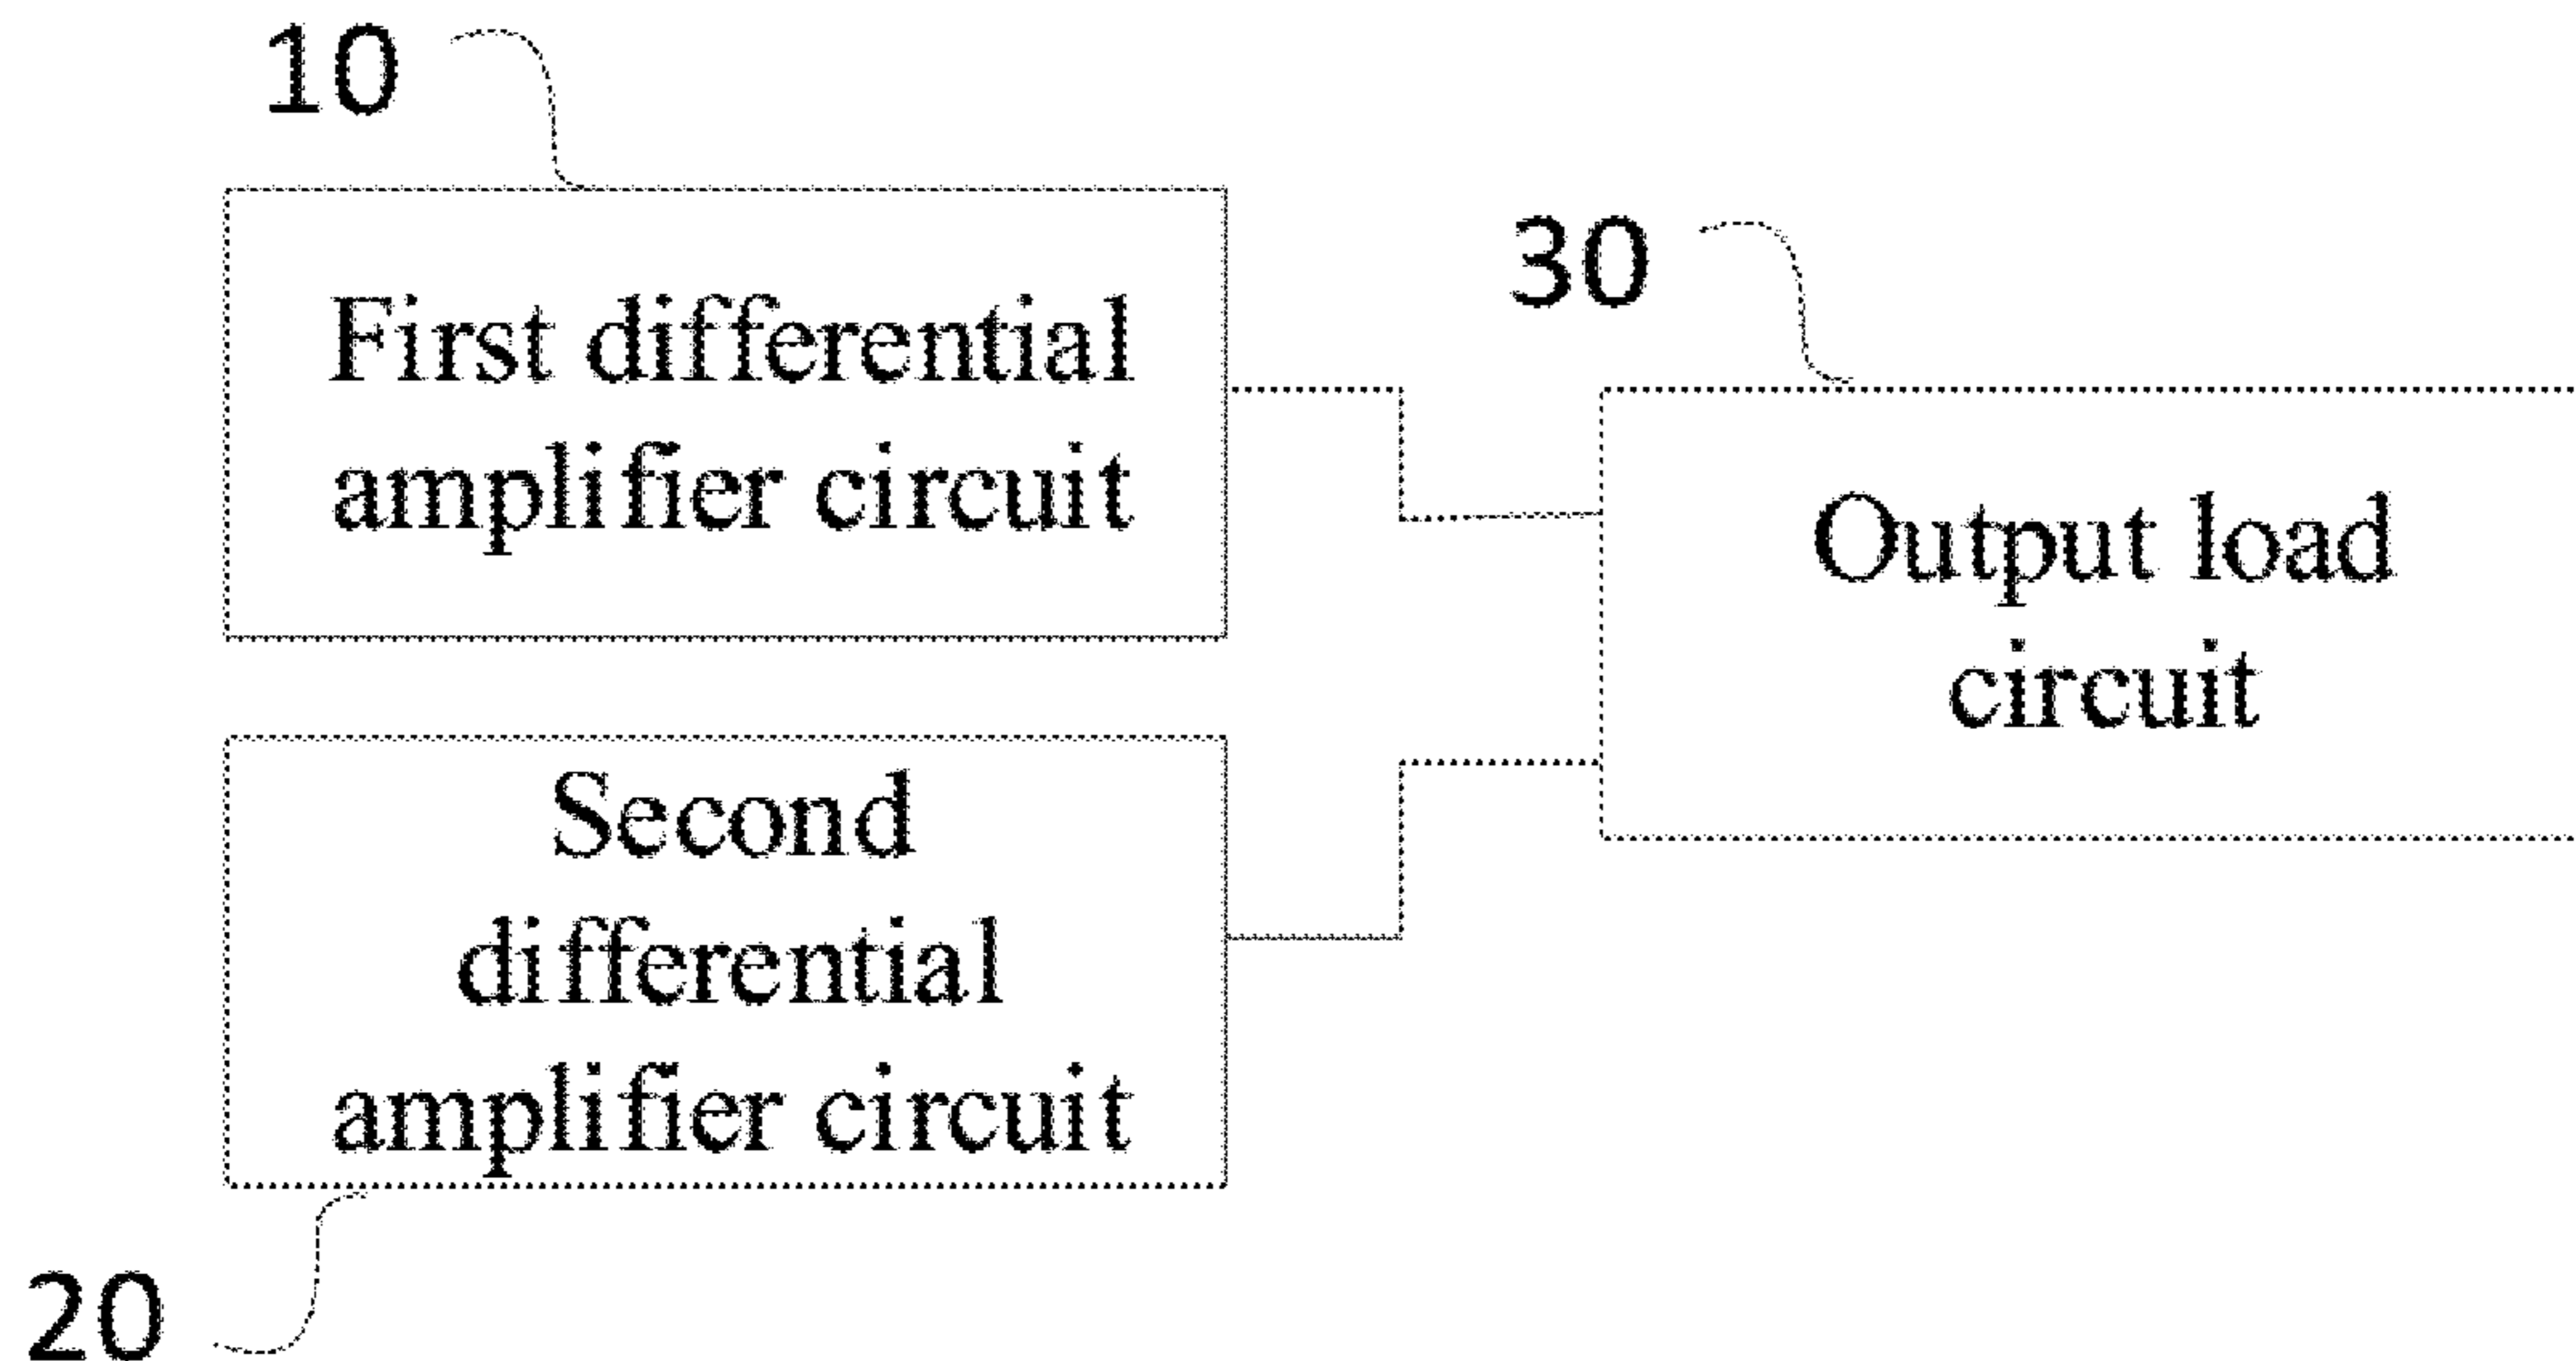 10
First differential
amplifier circuit
30
Output load
circuit
Second
differential
amplifier circuit
20